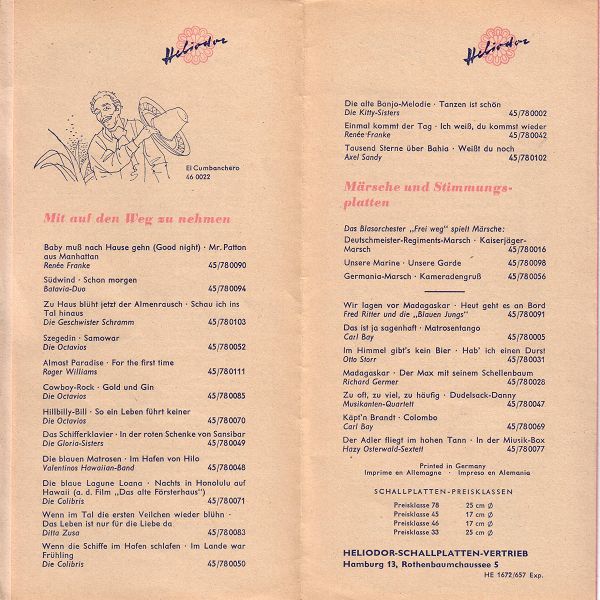 Heliodor
El Cumbanchero
46 0022
Mit auf den Weg zu nehmen
Baby muß nach Hause gehn (Good night) · Mr. Patton
aus Manhattan
Renée Franke 45/780090
Südwind · Schon morgen
Batavia-Duo 45/780094
Zu Haus blüht jetzt der Almenrausch · Schau ich ins
Tal hinaus
Die Geschwister Schramm 45/780103
Szegedin · Samowar
Die Octavios 45/780052
Almost Paradise · For the first time
Roger Williams 45/780111
Cowboy-Rock · Gold und Gin
Die Octavios 45/780085
Hillbilly-Bill · So ein Leben führt keiner
Die Octavios 45/780070
Das Schifferklavier · In der roten Schenke von Sansibar
Die Gloria-Sisters 45/780049
Die blauen Matrosen · Im Hafen von Hilo
Valentinos Hawaiian-Band 45/780048
Die blaue Lagune Loana · Nachts in Honolulu auf
Hawaii (a. d. Film „Das alte Försterhaus")
Die Colibris 45/780071
Wenn im Tal die ersten Veilchen wieder blühn ·
Das Leben ist nur für die Liebe da
Ditta Zusa 45/780083
Wenn die Schiffe im Hafen schlafen · Im Lande war
Frühling
Die Colibris 45/780050
Heliodor
Die alte Banjo-Melodie · Tanzen ist schön
Die Kitty-Sisters 45/780002
Einmal kommt der Tag · Ich weiß, du kommst wieder
Renée Franke 45/780042
Tausend Sterne über Bahia · Weißt du noch
Axel Sandy 45/780102
Märsche und Stimmungs-
platten
Das Blasorchester „Frei weg" spielt Märsche:
Deutschmeister-Regiments-Marsch · Kaiserjäger-
Marsch 45/780016
Unsere Marine · Unsere Garde 45/780098
Germania-Marsch · Kameradengruß 45/780056
Wir lagen vor Madagaskar · Heut geht es an Bord
Fred Ritter und die „Blauen Jungs" 45/780091
Das ist ja sagenhaft · Matrosentango
Carl Bay 45/780005
Im Himmel gibt's kein Bier · Hab' ich einen Durst
Otto Storr 45/780031
Madagaskar · Der Max mit seinem Schellenbaum
Richard Germer 45/780028
Zu oft, zu viel, zu häufig · Dudelsack-Danny
Musikanten-Quartett 45/780047
Käpt'n Brandt · Colombo
Carl Bay 45/780069
Der Adler fliegt im hohen Tann · In der Miusik-Box
Hazy Osterwald-Sextett 45/780077
Printed in Germany
Imprime en Allemagne · Impreso en Alemania
SCHALLPLATTEN-PREISKLASSEN
Preisklasse 78 25 cm Ø
Preisklasse 45 17 cm Ø
Preisklasse 46 17 cm Ø
Preisklasse 33 25 cm Ø
HELIODOR-SCHALLPLATTEN-VERTRIEB
Hamburg 13, Rothenbaumchaussee 5
HE 1672/657 Exp.